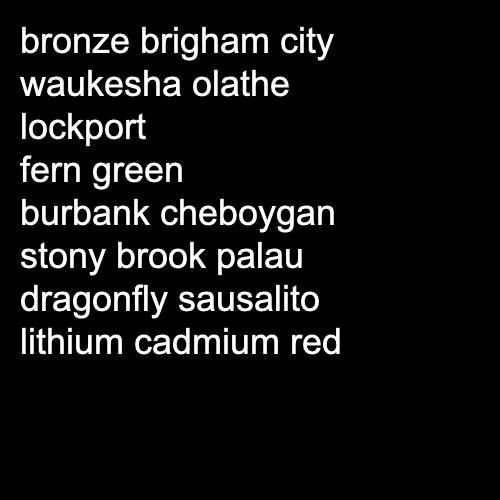 bronze brigham city
waukesha olathe
lockport
fern green
burbank cheboygan
stony brook palau
dragonfly sausalito
lithium cadmium red